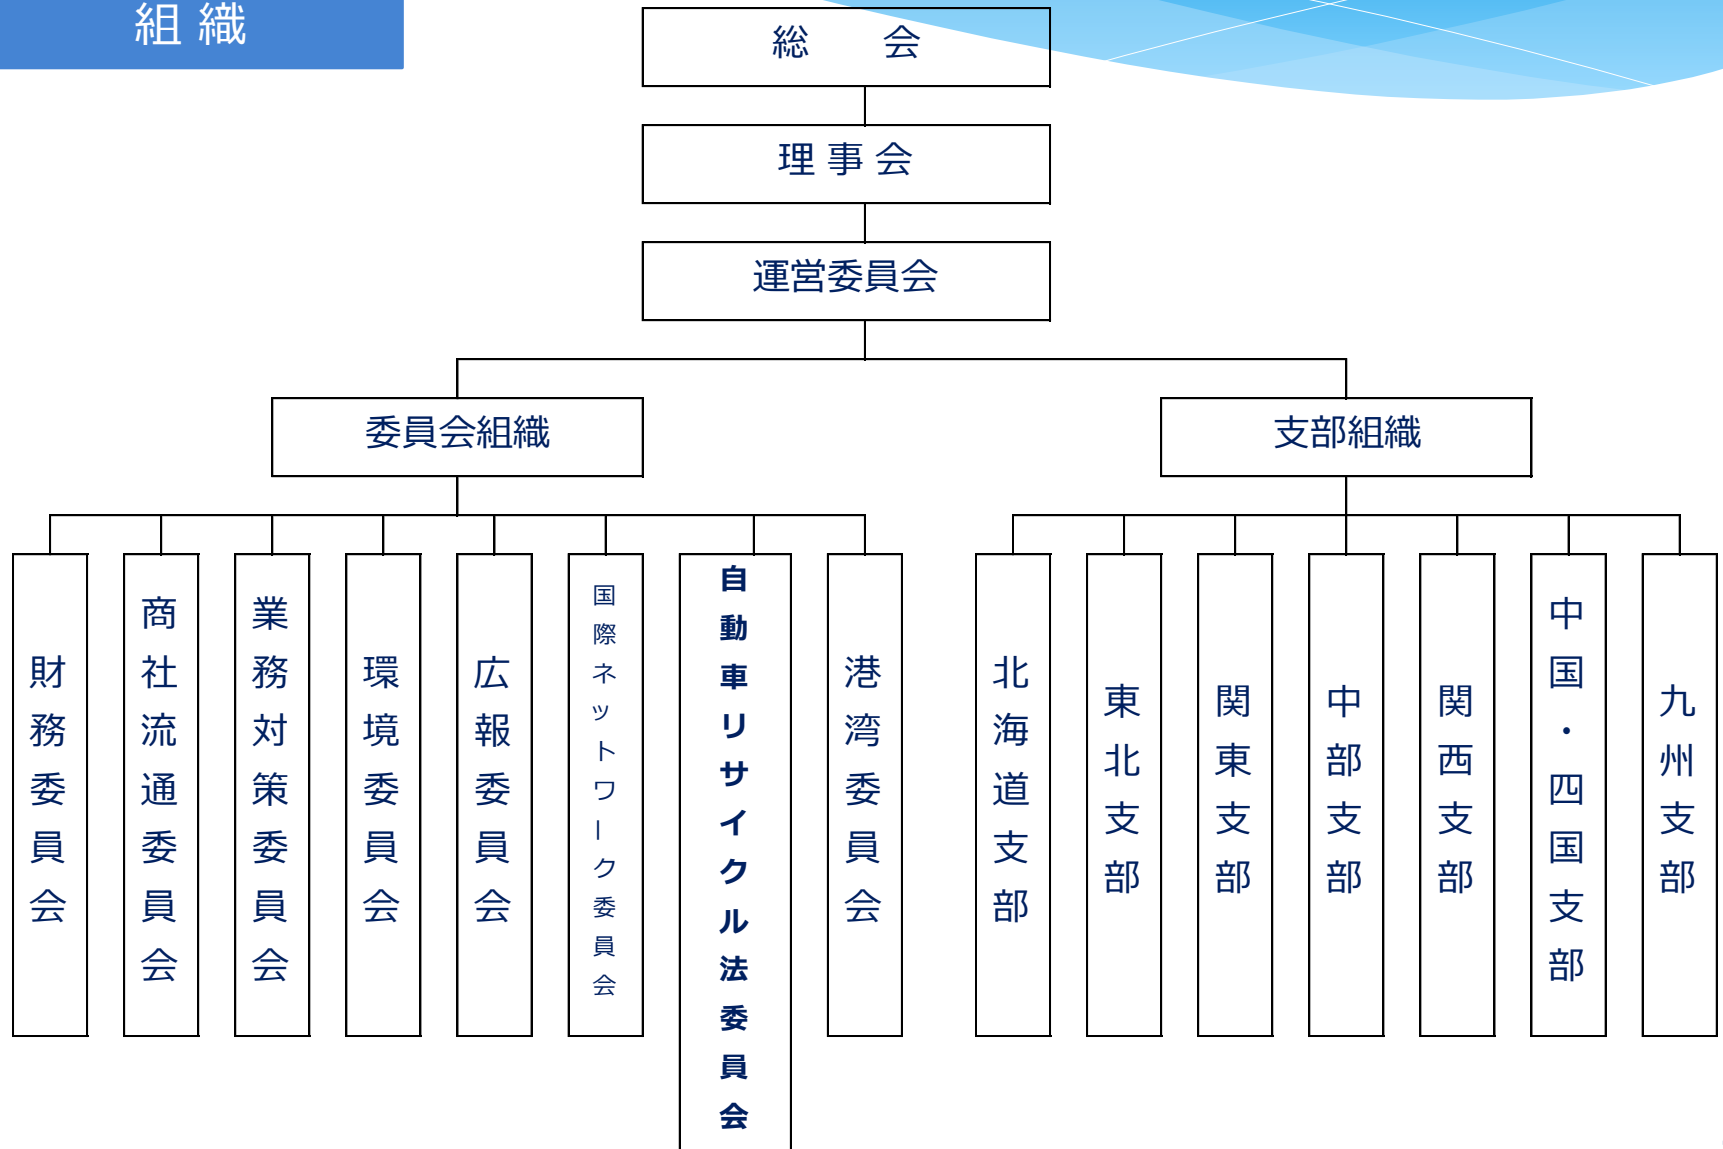 組 織
総　会
理 事 会
運営委員会
委員会組織
支部組織
財務委員会
商社流通委員会
業務対策委員会
環境委員会
広報委員会
国際ネットワーク委員会
自動車リサイクル法委員会
港湾委員会
北海道支部
東北支部
関東支部
中部支部
関西支部
中国・四国支部
九州支部